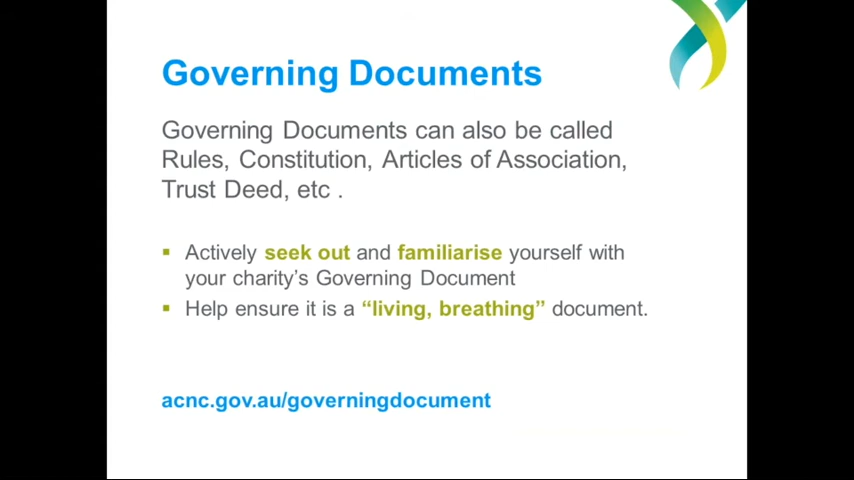 Governing Documents
Governing Documents can also be called
Rules, Constitution, Articles of Association,
Trust Deed, etc .
▪ Actively seek out and familiarise yourself with
your charity’s Governing Document
▪ Help ensure it is a “living, breathing” document.
acnc.gov.au/governingdocument